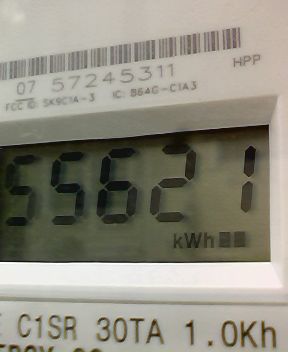 07 57245311
HPP
FCC ID: SK9C1A-3 IC: 864G-C1A3
55621
kWh
C1SR 30TA 1.0Kh